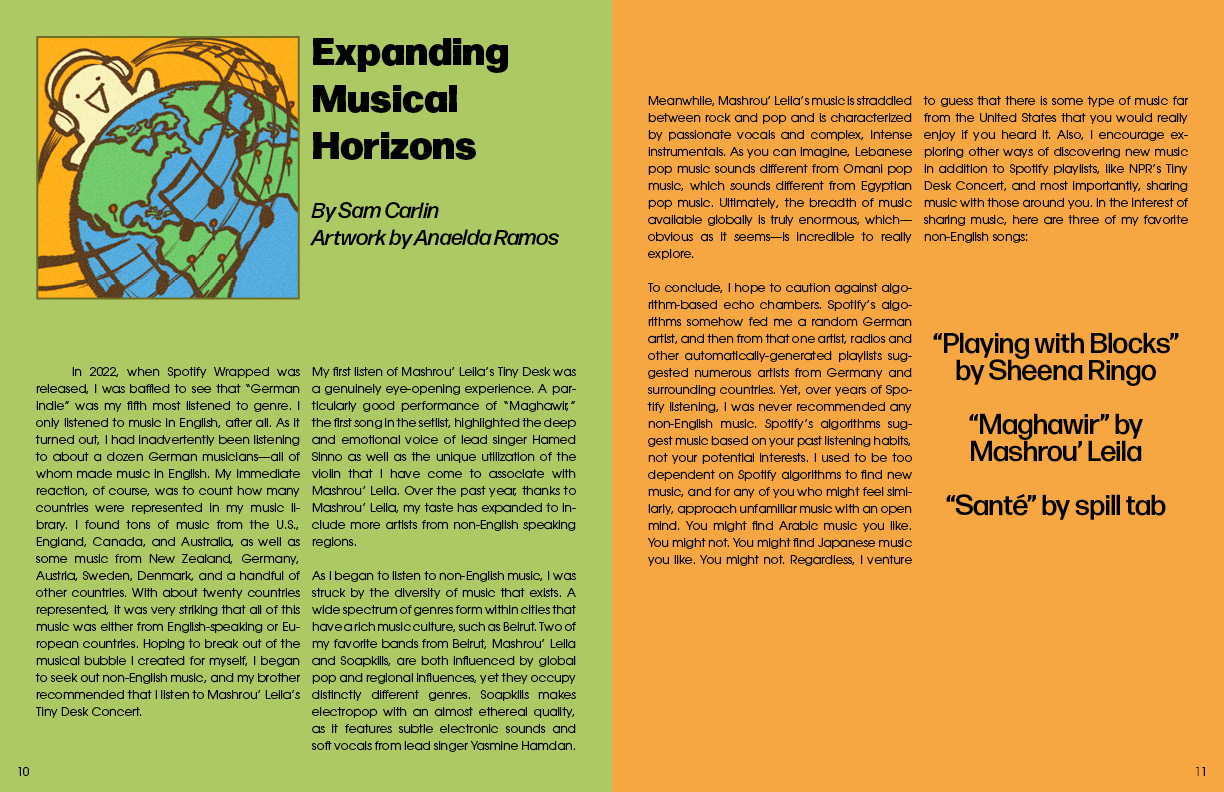 Expanding
Musical
Horizons
By Sam Carlin
Artwork by Anaelda Ramos
In 2022, when Spotify Wrapped was
released, I was baffled to see that “German
indie” was my fifth most listened to genre. I
only listened to music in English, after all. As it
turned out, I had inadvertently been listening
to about a dozen German musicians—all of
whom made music in English. My immediate
reaction, of course, was to count how many
countries were represented in my music li-
brary. I found tons of music from the U.S.,
England, Canada, and Australia, as well as
some music from New Zealand, Germany,
Austria, Sweden, Denmark, and a handful of
other countries. With about twenty countries
represented, it was very striking that all of this
music was either from English-speaking or Eu-
ropean countries. Hoping to break out of the
musical bubble I created for myself, I began
to seek out non-English music, and my brother
recommended that I listen to Mashrou’ Leila’s
Tiny Desk Concert.
My first listen of Mashrou’ Leila’s Tiny Desk was
a genuinely eye-opening experience. A par-
ticularly good performance of “Maghawir,”
the first song in the setlist, highlighted the deep
and emotional voice of lead singer Hamed
Sinno as well as the unique utilization of the
violin that I have come to associate with
Mashrou’ Leila. Over the past year, thanks to
Mashrou’ Leila, my taste has expanded to in-
clude more artists from non-English speaking
regions.
As I began to listen to non-English music, I was
struck by the diversity of music that exists. A
wide spectrum of genres form within cities that
have a rich music culture, such as Beirut. Two of
my favorite bands from Beirut, Mashrou’ Leila
and Soapkills, are both influenced by global
pop and regional influences, yet they occupy
distinctly different genres. Soapkills makes
electropop with an almost ethereal quality,
as it features subtle electronic sounds and
soft vocals from lead singer Yasmine Hamdan.
10
Meanwhile, Mashrou’ Leila’s music is straddled
between rock and pop and is characterized
by passionate vocals and complex, intense
instrumentals. As you can imagine, Lebanese
pop music sounds different from Omani pop
music, which sounds different from Egyptian
pop music. Ultimately, the breadth of music
available globally is truly enormous, which—
obvious as it seems—is incredible to really
explore.
To conclude, I hope to caution against algo-
rithm-based echo chambers. Spotify’s algo-
rithms somehow fed me a random German
artist, and then from that one artist, radios and
other automatically-generated playlists sug-
gested numerous artists from Germany and
surrounding countries. Yet, over years of Spo-
tify listening, I was never recommended any
non-English music. Spotify’s algorithms sug-
gest music based on your past listening habits,
not your potential interests. I used to be too
dependent on Spotify algorithms to find new
music, and for any of you who might feel simi-
larly, approach unfamiliar music with an open
mind. You might find Arabic music you like.
You might not. You might find Japanese music
you like. You might not. Regardless, I venture
to guess that there is some type of music far
from the United States that you would really
enjoy if you heard it. Also, I encourage ex-
ploring other ways of discovering new music
in addition to Spotify playlists, like NPR’s Tiny
Desk Concert, and most importantly, sharing
music with those around you. In the interest of
sharing music, here are three of my favorite
non-English songs:
“Playing with Blocks”
by Sheena Ringo
“Maghawir” by
Mashrou’ Leila
“Santé” by spill tab
11